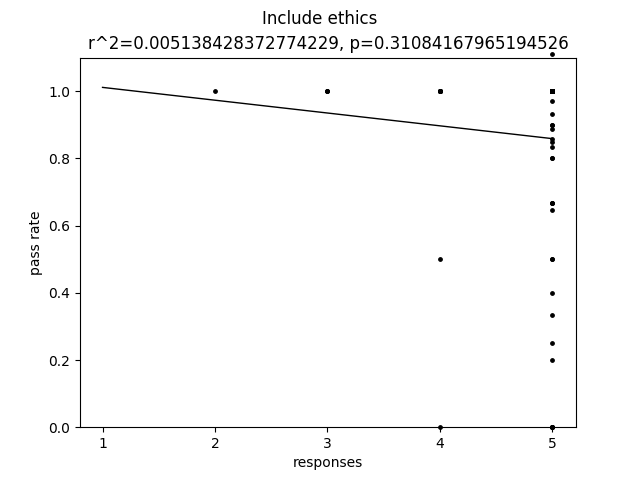 Include ethics
r^2=0.005138428372774229, p=0.31084167965194526
1.0
0.8
0.6
0.4
0.2
0.0
pass rate
1 2 3 4 5
responses